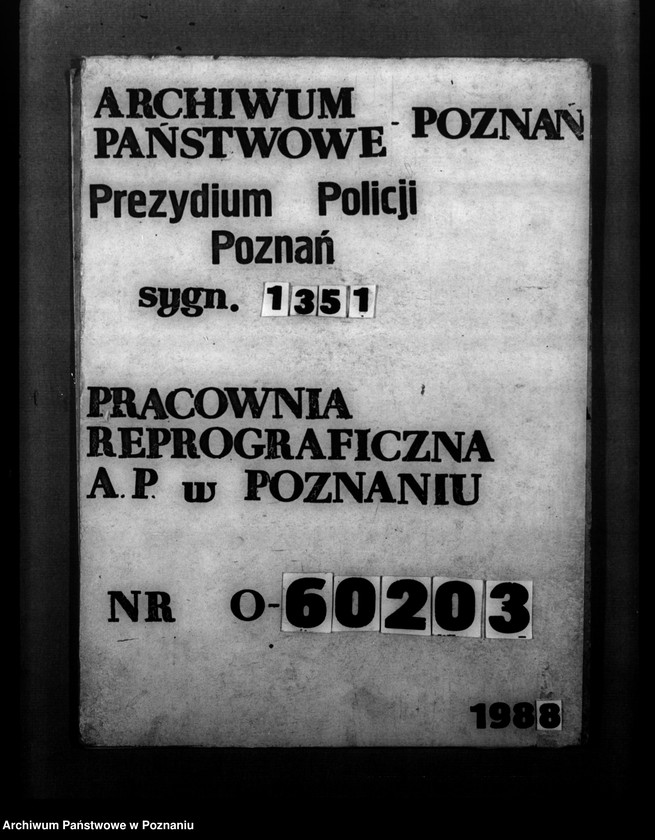 ARCHIWUM
PAŃSTWOWE - POZNAŃ
Prezydium Policji
Poznań
sygn. 1351
PRACOWNIA
REPROGRAFICZNA
A.P. w POZNANIU
NR O-60203
1988
Archiwum Państwowe w Poznaniu